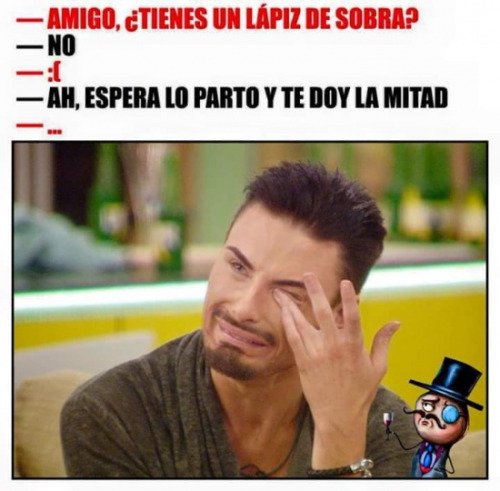 — AMIGO, ¿TIENES UN LÁPIZ DE SOBRA?
— NO
— :(
— AH, ESPERA LO PARTO Y TE DOY LA MITAD
— ...